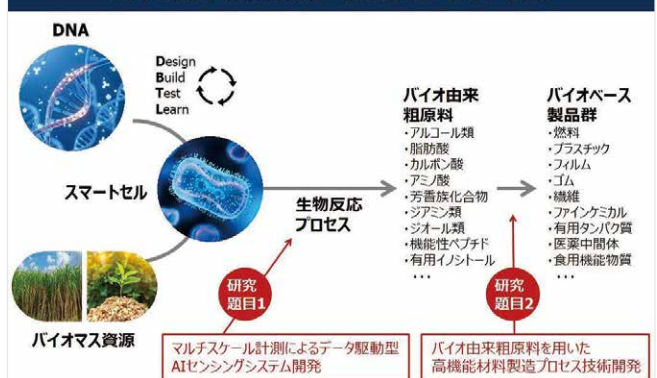 DNA
Design
Build
Test
Learn
スマートセル
バイオマス資源
生物反応
プロセス
バイオ由来
粗原料
・アルコール類
・脂肪酸
・カルボン酸
・アミノ酸
・芳香族化合物
・ジアミン類
・ジオール類
・機能性ペプチド
・有用イノシトール
・・・
バイオベース
製品群
・燃料
・プラスチック
・フィルム
・ゴム
・繊維
・ファインケミカル
・有用タンパク質
・医薬中間体
・食用機能物質
・・・
研究
題目1
マルチスケール計測によるデータ駆動型
AIセンシングシステム開発
研究
題目2
バイオ由来粗原料を用いた
高機能材料製造プロセス技術開発